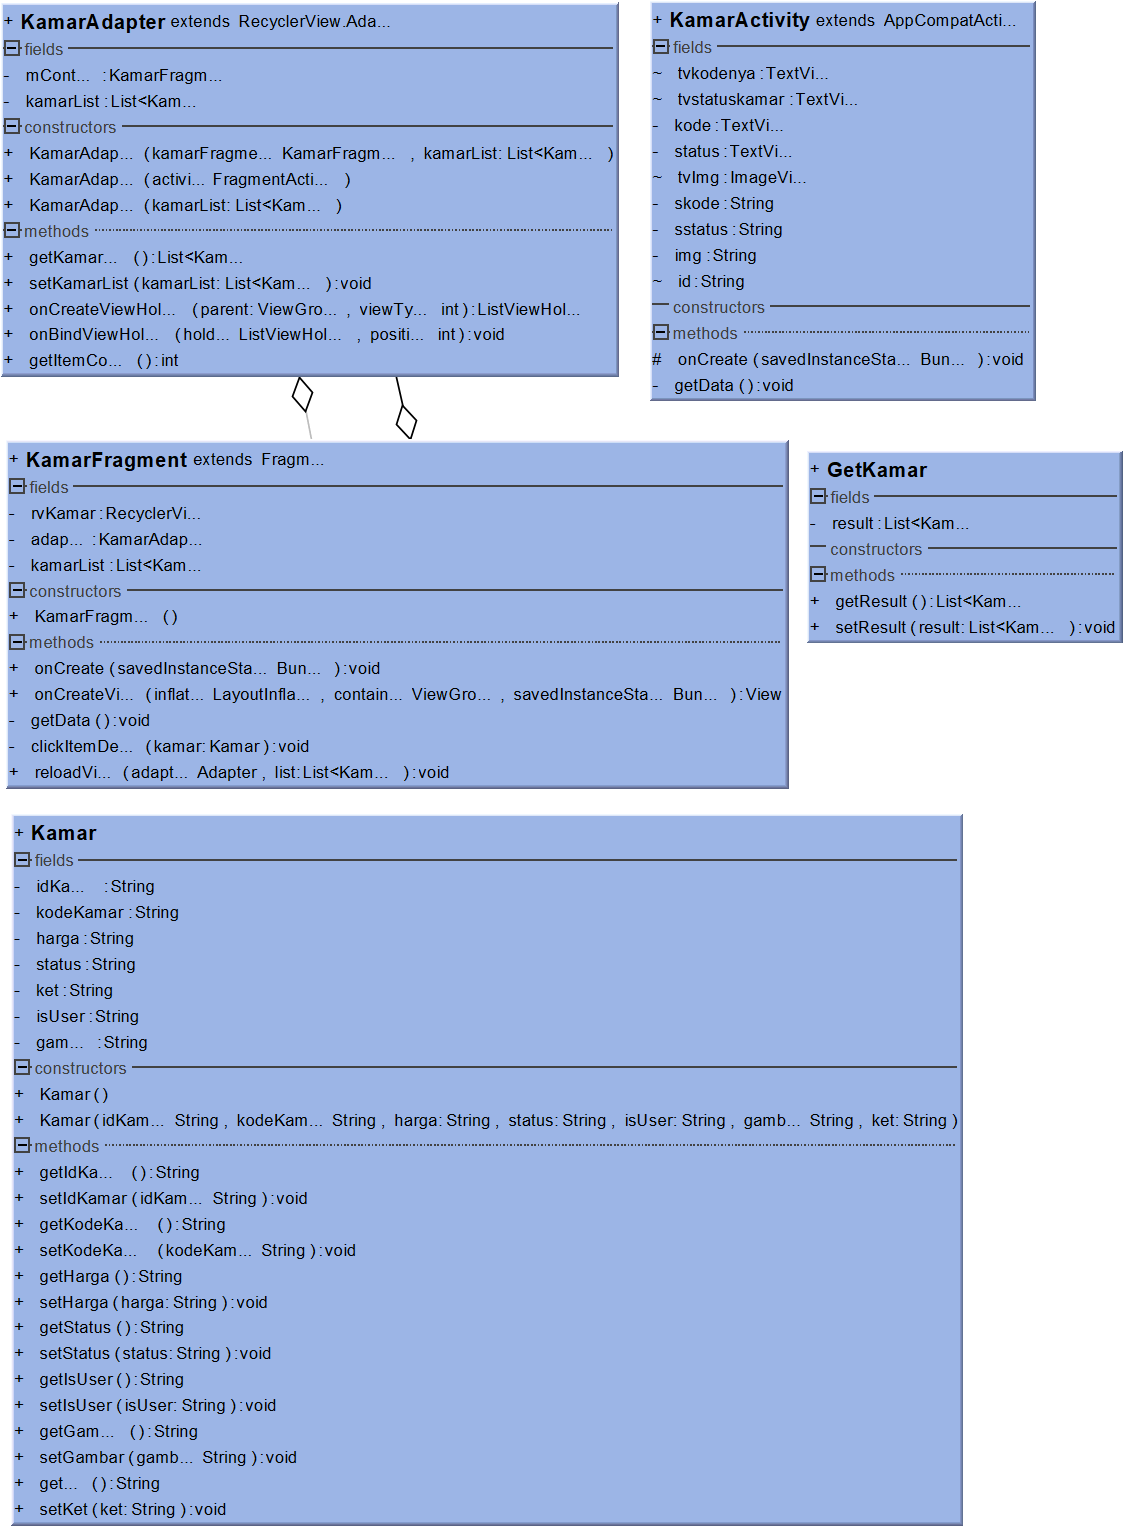 + KamarAdapter extends RecyclerView.Ada...
fields
- mCont... :KamarFragm...
- kamarList :List<Kam...
constructors
+ KamarAdap... (kamarFragme... KamarFragm... , kamarList: List<Kam... )
+ KamarAdap... (activi... FragmentActi... )
+ KamarAdap... (kamarList: List<Kam... )
methods
+ getKamar... ():List<Kam...
+ setKamarList (kamarList: List<Kam... ):void
+ onCreateViewHol... (parent: ViewGro... , viewTy... int):ListViewHol...
+ onBindViewHol... (hold... ListViewHol... , positi... int):void
+ getItemCo... ():int
+ KamarActivity extends AppCompatActi...
fields
~ tvkodenya :TextVi...
~ tvstatuskamar :TextVi...
- kode :TextVi...
- status :TextVi...
~ tvImg :ImageVi...
- skode :String
- sstatus :String
- img :String
~ id :String
constructors
methods
# onCreate (savedInstanceSta... Bun... ):void
- getData ():void
+ KamarFragment extends Fragm...
fields
- rvKamar :RecyclerVi...
- adap... :KamarAdap...
- kamarList :List<Kam...
constructors
+ KamarFragm... ()
methods
+ onCreate (savedInstanceSta... Bun... ):void
+ onCreateVi... (inflat... LayoutInfla... , contain... ViewGro... , savedInstanceSta... Bun... ):View
- getData ():void
- clickItemDe... (kamar: Kamar):void
+ reloadVi... (adapt... Adapter , list:List<Kam... ):void
+ GetKamar
fields
- result :List<Kam...
constructors
methods
+ getResult ():List<Kam...
+ setResult (result: List<Kam... ):void
+ Kamar
fields
- idKa... :String
- kodeKamar :String
- harga :String
- status :String
- ket :String
- isUser :String
- gam... :String
constructors
+ Kamar ()
+ Kamar (idKam... String , kodeKam... String , harga: String , status: String , isUser: String , gamb... String , ket: String )
methods
+ getIdKa... ():String
+ setIdKamar (idKam... String ):void
+ getKodeKa... ():String
+ setKodeKa... (kodeKam... String ):void
+ getHarga ():String
+ setHarga (harga: String ):void
+ getStatus ():String
+ setStatus (status: String ):void
+ getIsUser ():String
+ setIsUser (isUser: String ):void
+ getGam... ():String
+ setGambar (gamb... String ):void
+ get... ():String
+ setKet (ket: String ):void